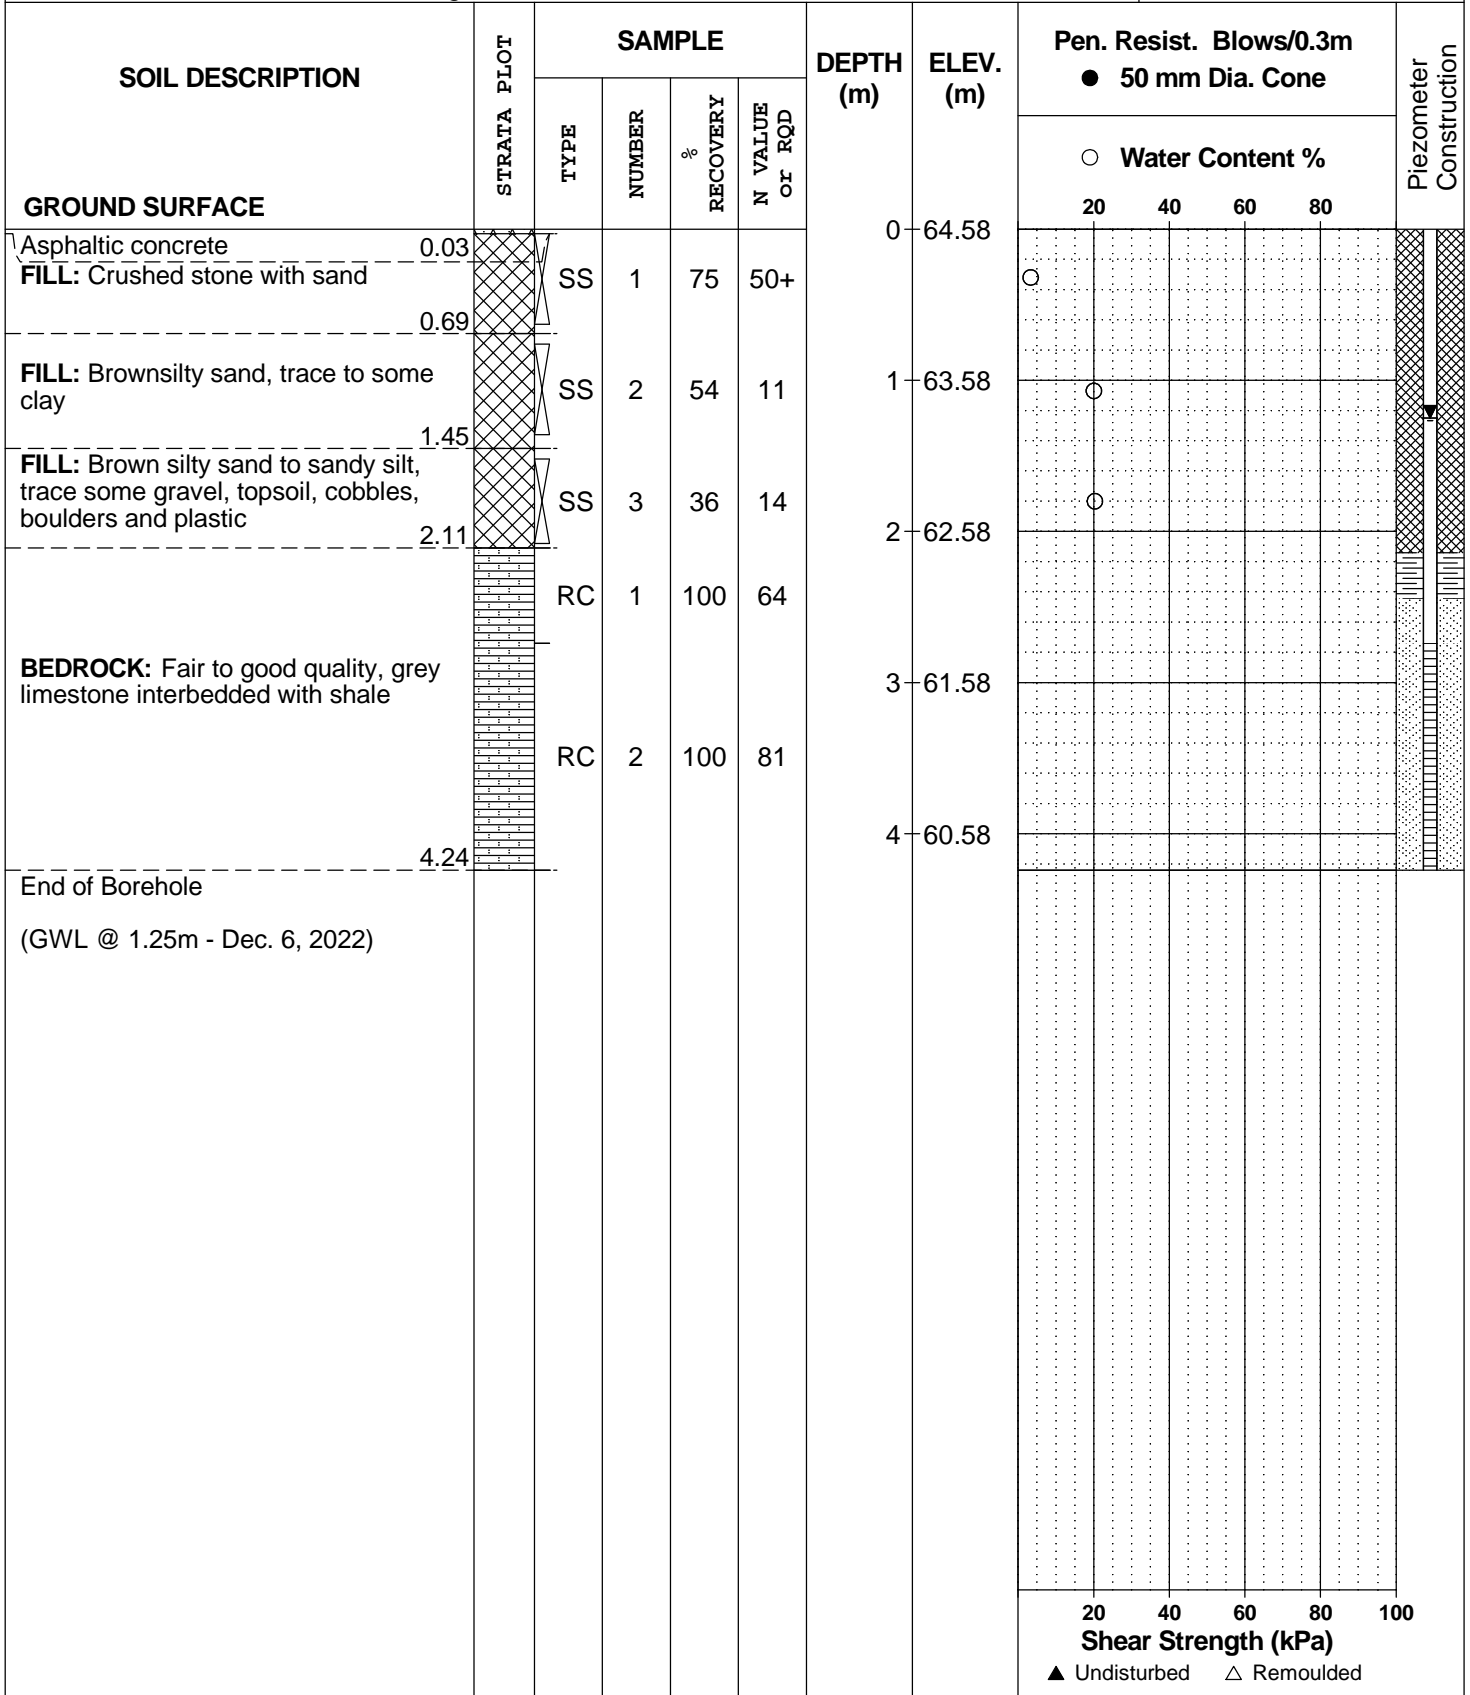 SOIL DESCRIPTION
GROUND SURFACE
STRATA PLOT
SAMPLE
TYPE
NUMBER
%
RECOVERY
N VALUE
or RQD
DEPTH
(m)
ELEV.
(m)
Pen. Resist. Blows/0.3m
● 50 mm Dia. Cone
○ Water Content %
20 40 60 80
Piezometer
Construction
0 64.58
Asphaltic concrete 0.03
FILL: Crushed stone with sand
0.69
SS 1 75 50+
FILL: Brownsilty sand, trace to some
clay
1.45
SS 2 54 11
1 63.58
FILL: Brown silty sand to sandy silt,
trace some gravel, topsoil, cobbles,
boulders and plastic
2.11
SS 3 36 14
2 62.58
RC 1 100 64
BEDROCK: Fair to good quality, grey
limestone interbedded with shale
3 61.58
RC 2 100 81
4 60.58
4.24
End of Borehole
(GWL @ 1.25m - Dec. 6, 2022)
20 40 60 80 100
Shear Strength (kPa)
▲ Undisturbed △ Remoulded